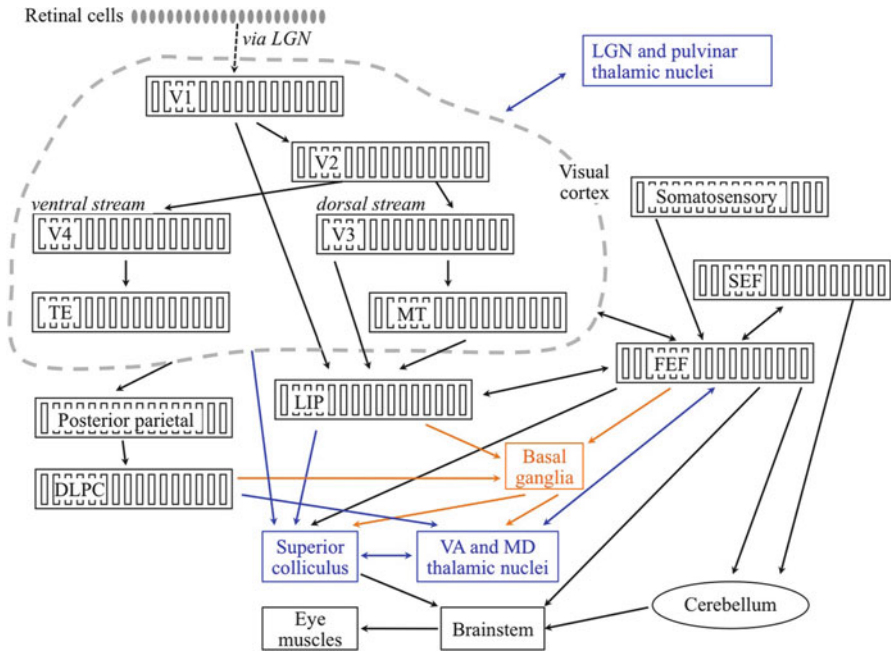 Retinal cells
via LGN
LGN and pulvinar
thalamic nuclei
V1
V2
Visual
cortex
ventral stream
dorsal stream
Somatosensory
V4
V3
SEF
TE
MT
FEF
LIP
Posterior parietal
Basal
ganglia
DLPC
Superior
colliculus
VA and MD
thalamic nuclei
Cerebellum
Eye
muscles
Brainstem